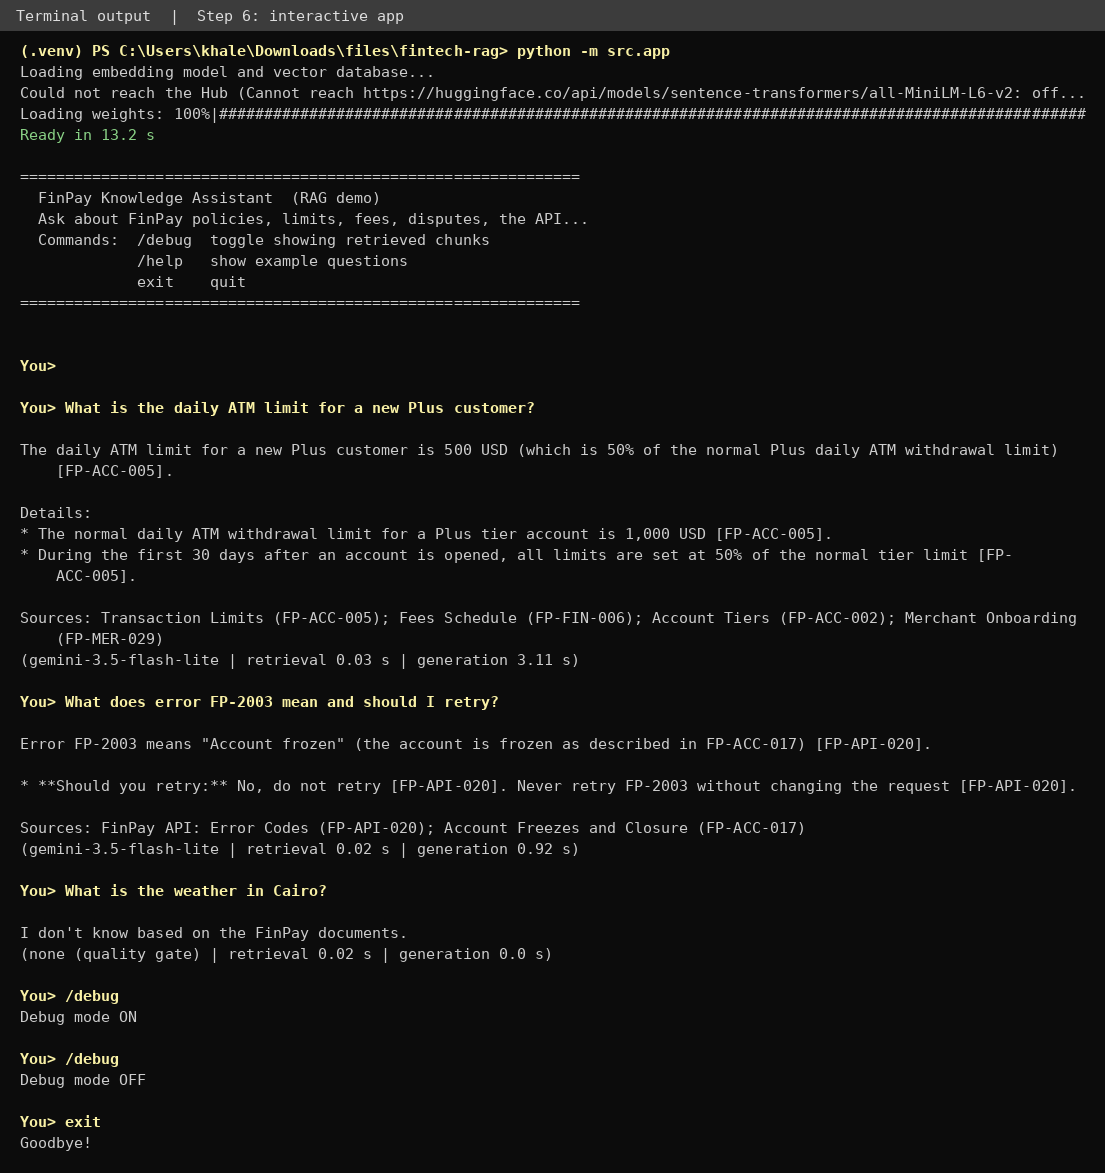 Terminal output  |  Step 6: interactive app
(.venv) PS C:\Users\khale\Downloads\files\fintech-rag> python -m src.app
Loading embedding model and vector database...
Could not reach the Hub (Cannot reach https://huggingface.co/api/models/sentence-transformers/all-MiniLM-L6-v2: off...
Loading weights: 100%|################################################################################################
Ready in 13.2 s
==============================================================
  FinPay Knowledge Assistant  (RAG demo)
  Ask about FinPay policies, limits, fees, disputes, the API...
  Commands:  /debug  toggle showing retrieved chunks
             /help   show example questions
             exit    quit
==============================================================
You>
You> What is the daily ATM limit for a new Plus customer?
The daily ATM limit for a new Plus customer is 500 USD (which is 50% of the normal Plus daily ATM withdrawal limit)
    [FP-ACC-005].
Details:
* The normal daily ATM withdrawal limit for a Plus tier account is 1,000 USD [FP-ACC-005].
* During the first 30 days after an account is opened, all limits are set at 50% of the normal tier limit [FP-
    ACC-005].
Sources: Transaction Limits (FP-ACC-005); Fees Schedule (FP-FIN-006); Account Tiers (FP-ACC-002); Merchant Onboarding
    (FP-MER-029)
(gemini-3.5-flash-lite | retrieval 0.03 s | generation 3.11 s)
You> What does error FP-2003 mean and should I retry?
Error FP-2003 means "Account frozen" (the account is frozen as described in FP-ACC-017) [FP-API-020].
* **Should you retry:** No, do not retry [FP-API-020]. Never retry FP-2003 without changing the request [FP-API-020].
Sources: FinPay API: Error Codes (FP-API-020); Account Freezes and Closure (FP-ACC-017)
(gemini-3.5-flash-lite | retrieval 0.02 s | generation 0.92 s)
You> What is the weather in Cairo?
I don't know based on the FinPay documents.
(none (quality gate) | retrieval 0.02 s | generation 0.0 s)
You> /debug
Debug mode ON
You> /debug
Debug mode OFF
You> exit
Goodbye!